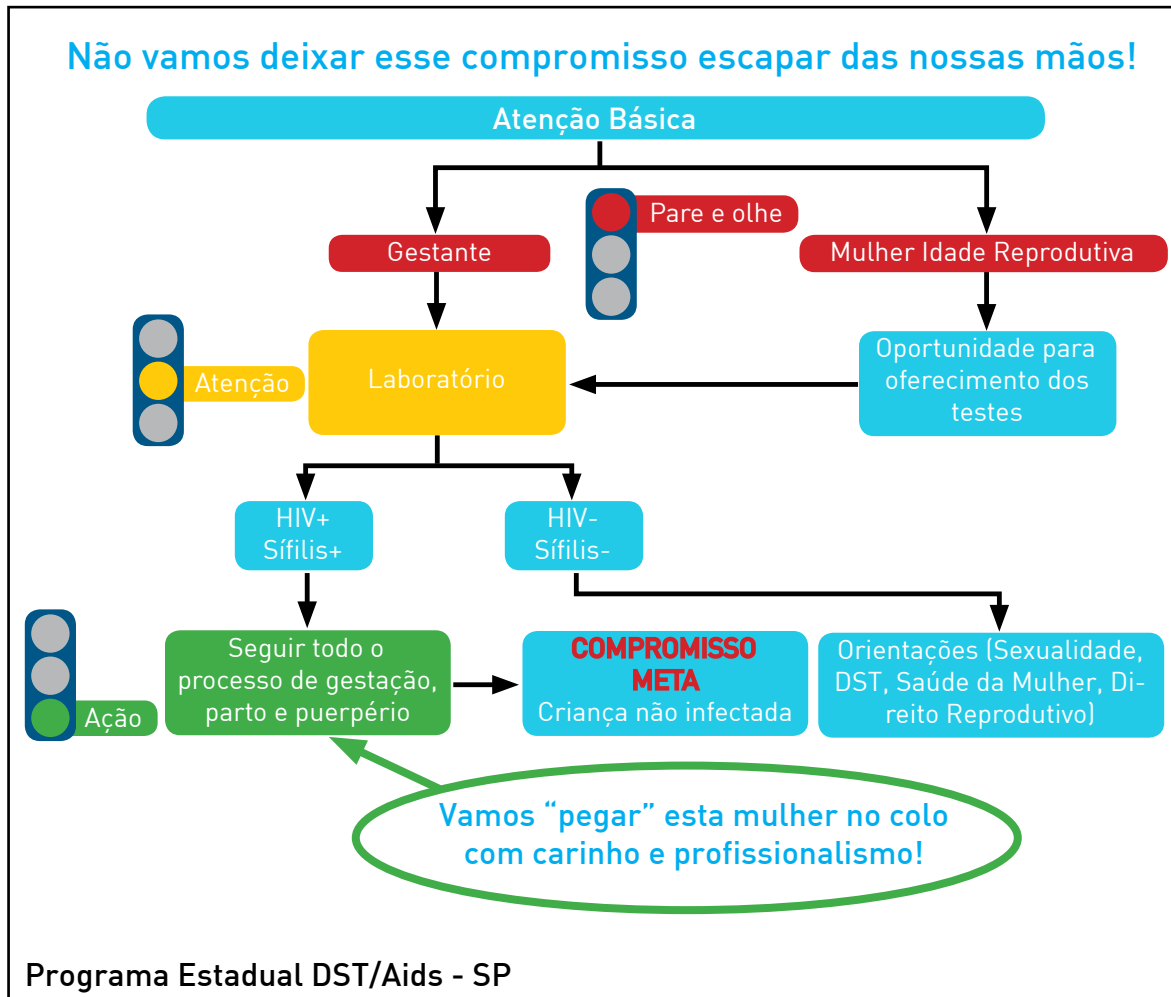 Não vamos deixar esse compromisso escapar das nossas mãos!
Atenção Básica
Pare e olhe
Gestante
Mulher Idade Reprodutiva
Atenção
Laboratório
Oportunidade para
oferecimento dos
testes
HIV+
Sífilis+
HIV-
Sífilis-
Ação
Seguir todo o
processo de gestação,
parto e puerpério
COMPROMISSO
META
Criança não infectada
Orientações (Sexualidade,
DST, Saúde da Mulher, Di-
reito Reprodutivo)
Vamos “pegar” esta mulher no colo
com carinho e profissionalismo!
Programa Estadual DST/Aids - SP